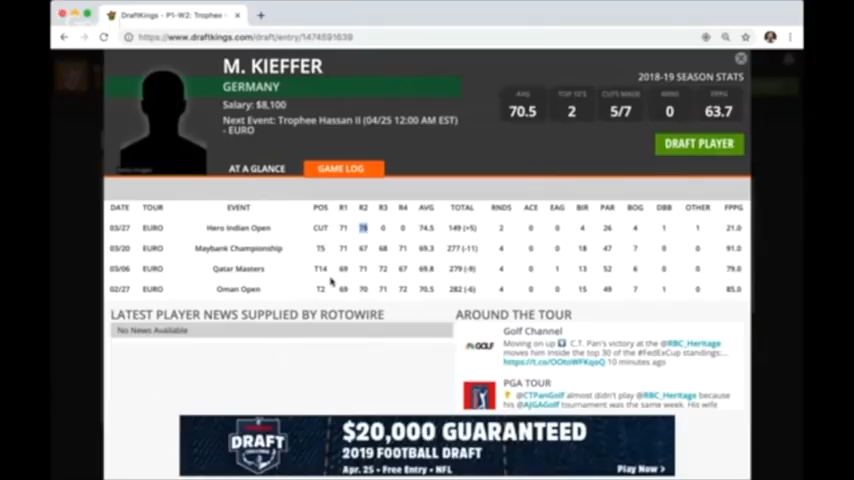 DraftKings - P1-W2: Trophee
https://www.draftkings.com/draft/entry/1474591639
M. KIEFFER
GERMANY
Salary: $8,100
Next Event: Trophee Hassan II (04/25 12:00 AM EST)
- EURO
2018-19 SEASON STATS
AVG TOP 10'S CUTS MADE WINS FPPG
70.5 2 5/7 0 63.7
DRAFT PLAYER
AT A GLANCE GAME LOG
DATE TOUR EVENT POS R1 R2 R3 R4 AVG TOTAL RNDS ACE EAG BIR PAR BOG DBB OTHER FPPG
03/27 EURO Hero Indian Open CUT 71 78 0 0 74.5 149 (+5) 2 0 0 4 26 4 1 1 21.0
03/20 EURO Maybank Championship T5 71 67 68 71 69.3 277 (-11) 4 0 0 18 47 7 0 0 91.0
03/06 EURO Qatar Masters T14 69 71 72 67 69.8 279 (-9) 4 0 1 13 52 6 0 0 79.0
02/27 EURO Oman Open T2 69 70 71 72 70.5 282 (-6) 4 0 0 15 49 7 1 0 85.0
LATEST PLAYER NEWS SUPPLIED BY ROTOWIRE
No News Available
AROUND THE TOUR
GOLF
Golf Channel
Moving on up C.T. Pan's victory at the @RBC_Heritage
moves him inside the top 30 of the #FedExCup standings:...
https://t.co/OOtoWFKqoQ 10 minutes ago
PGA TOUR
@CTPanGolf almost didn't play @RBC_Heritage because
his @AJGAGolf tournament was the same week. His wife
DRAFT
$20,000 GUARANTEED
2019 FOOTBALL DRAFT
Apr. 25 • Free Entry • NFL
Play Now >